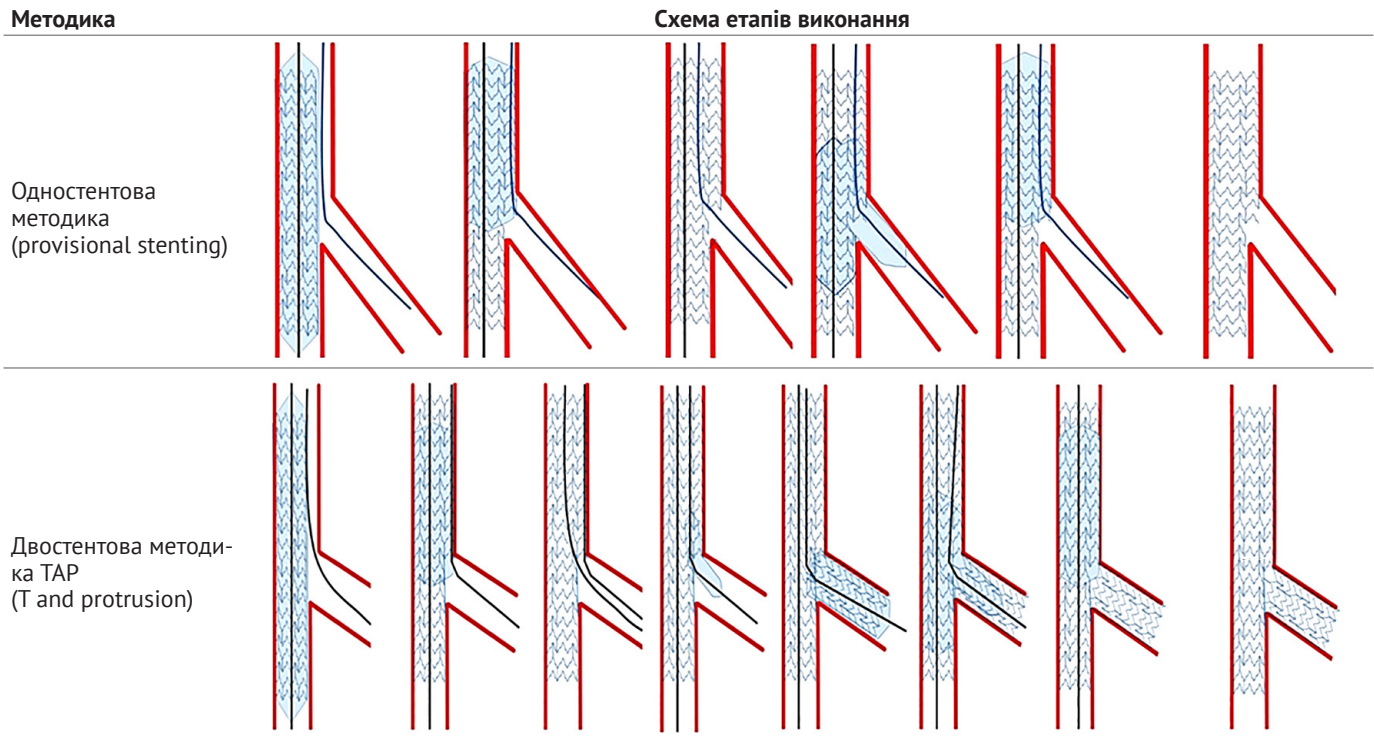 Методика
Схема етапів виконання
Одностентова
методика
(provisional stenting)
Двостентова методи-
ка TAP
(T and protrusion)